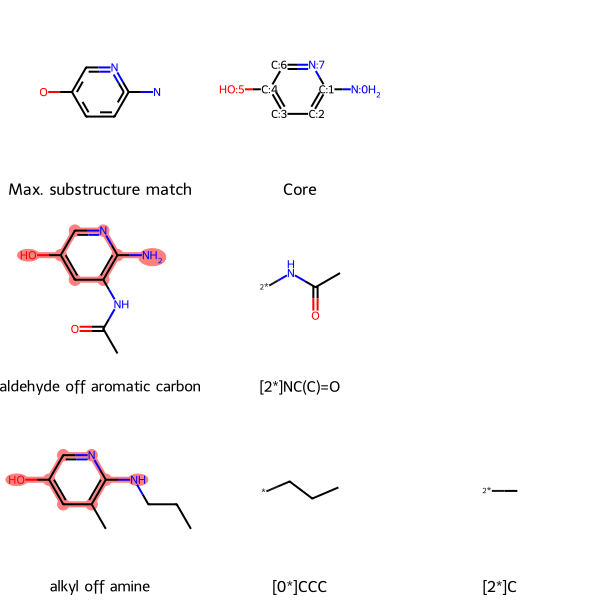 O N N
Max. substructure match
C:6 N:7 HO:5 C:4 C:1 N:0H2 C:3 C:2
Core
HO N NH2 NH O
aldehyde off aromatic carbon
2* H N O
[2*]NC(C)=O
HO N NH
alkyl off amine
*
[0*]CCC
2*
[2*]C